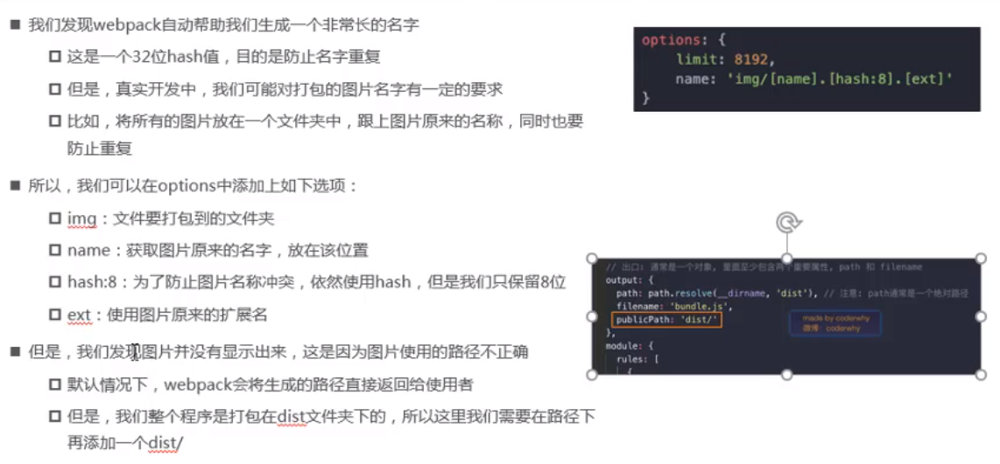 我们发现webpack自动帮助我们生成一个非常长的名字
这是一个32位hash值，目的是防止名字重复
但是，真实开发中，我们可能对打包的图片名字有一定的要求
比如，将所有的图片放在一个文件夹中，跟上图片原来的名称，同时也要
防止重复
所以，我们可以在options中添加上如下选项：
img：文件要打包到的文件夹
name：获取图片原来的名字，放在该位置
hash:8：为了防止图片名称冲突，依然使用hash，但是我们只保留8位
ext：使用图片原来的扩展名
但是，我们发现图片并没有显示出来，这是因为图片使用的路径不正确
默认情况下，webpack会将生成的路径直接返回给使用者
但是，我们整个程序是打包在dist文件夹下的，所以这里我们需要在路径下
再添加一个dist/
options: {
limit: 8192,
name: 'img/[name].[hash:8].[ext]'
}
// 出口: 通常是一个对象, 里面至少包含两个重要属性, path 和 filename
output: {
path: path.resolve(__dirname, 'dist'), // 注意: path通常是一个绝对路径
filename: 'bundle.js',
publicPath: 'dist/'
},
module: {
rules: [
{
made by coderwhy
微博: coderwhy